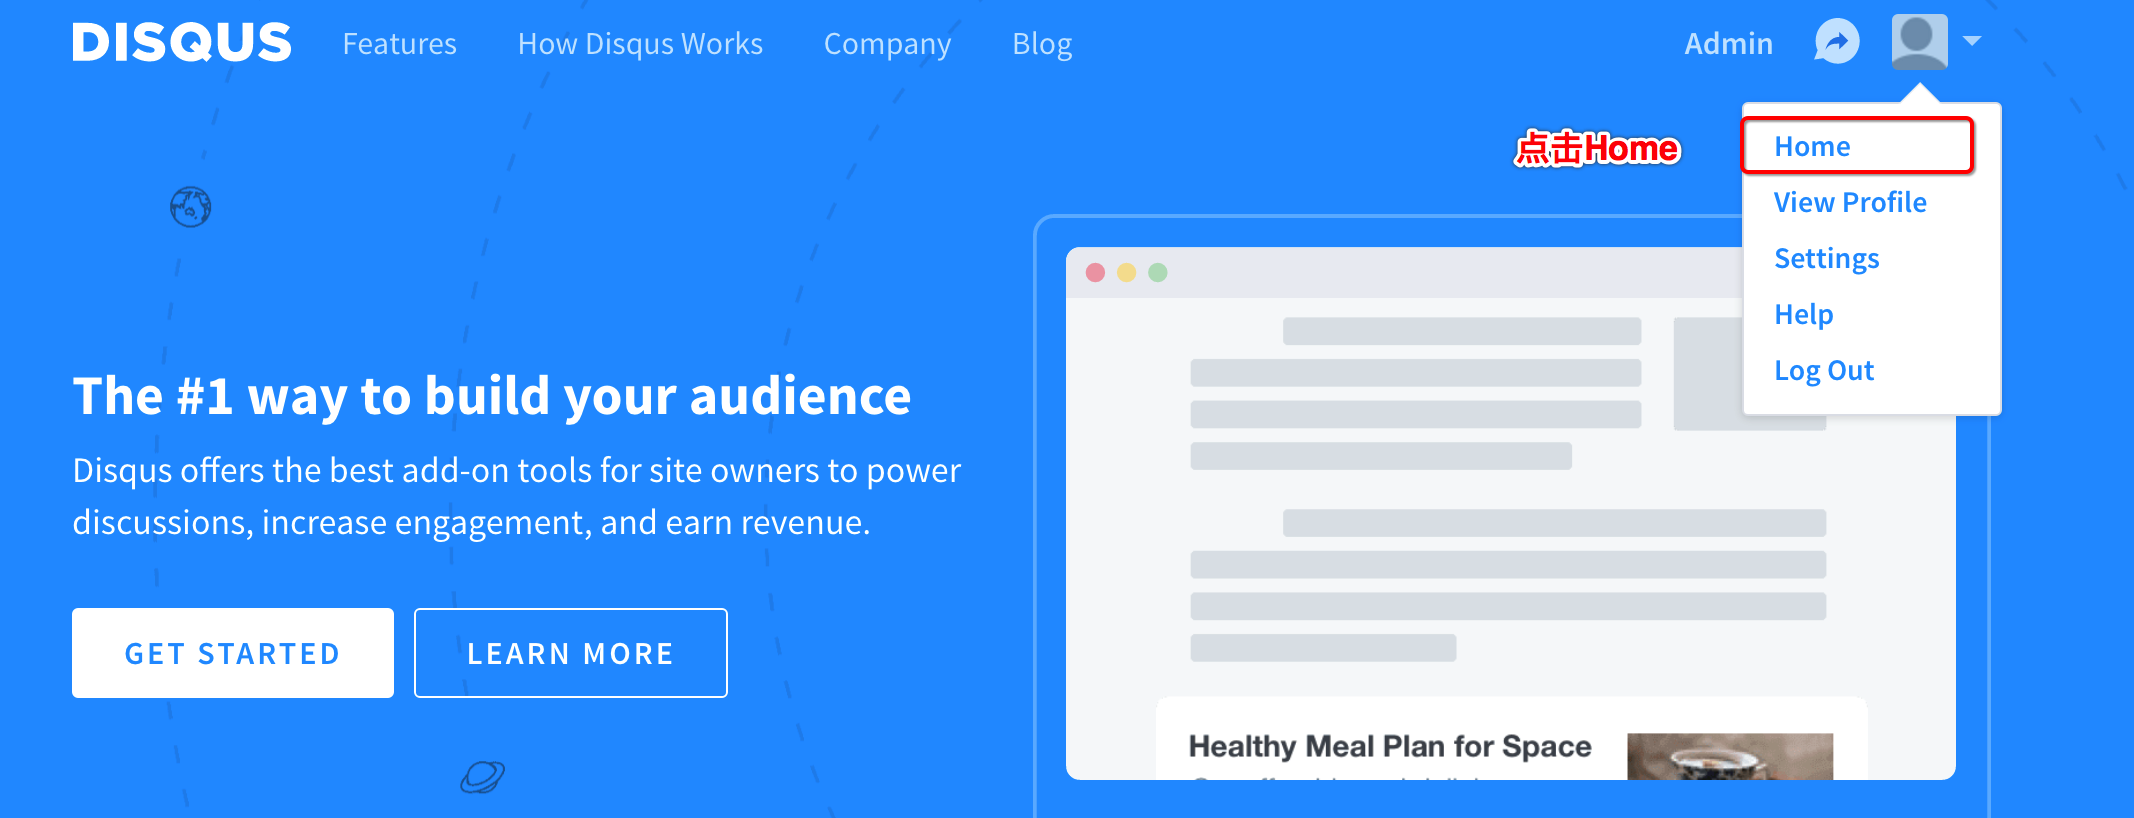 DISQUS Features How Disqus Works Company Blog Admin
点击Home
Home
View Profile
Settings
Help
Log Out
The #1 way to build your audience
Disqus offers the best add-on tools for site owners to power
discussions, increase engagement, and earn revenue.
GET STARTED LEARN MORE
Healthy Meal Plan for Space